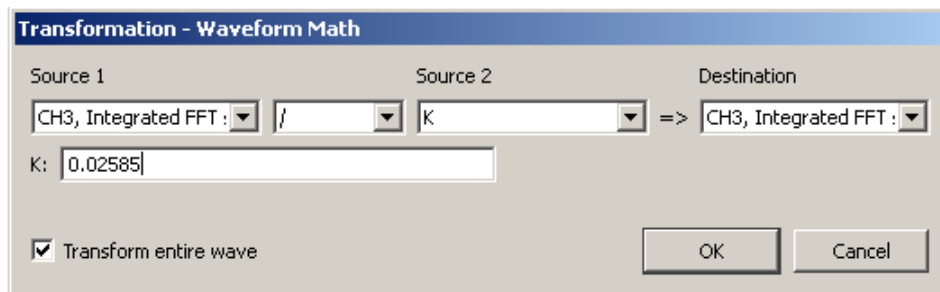 Transformation - Waveform Math
Source 1 Source 2 Destination
CH3, Integrated FFT : / K => CH3, Integrated FFT :
K: 0.02585
Transform entire wave OK Cancel